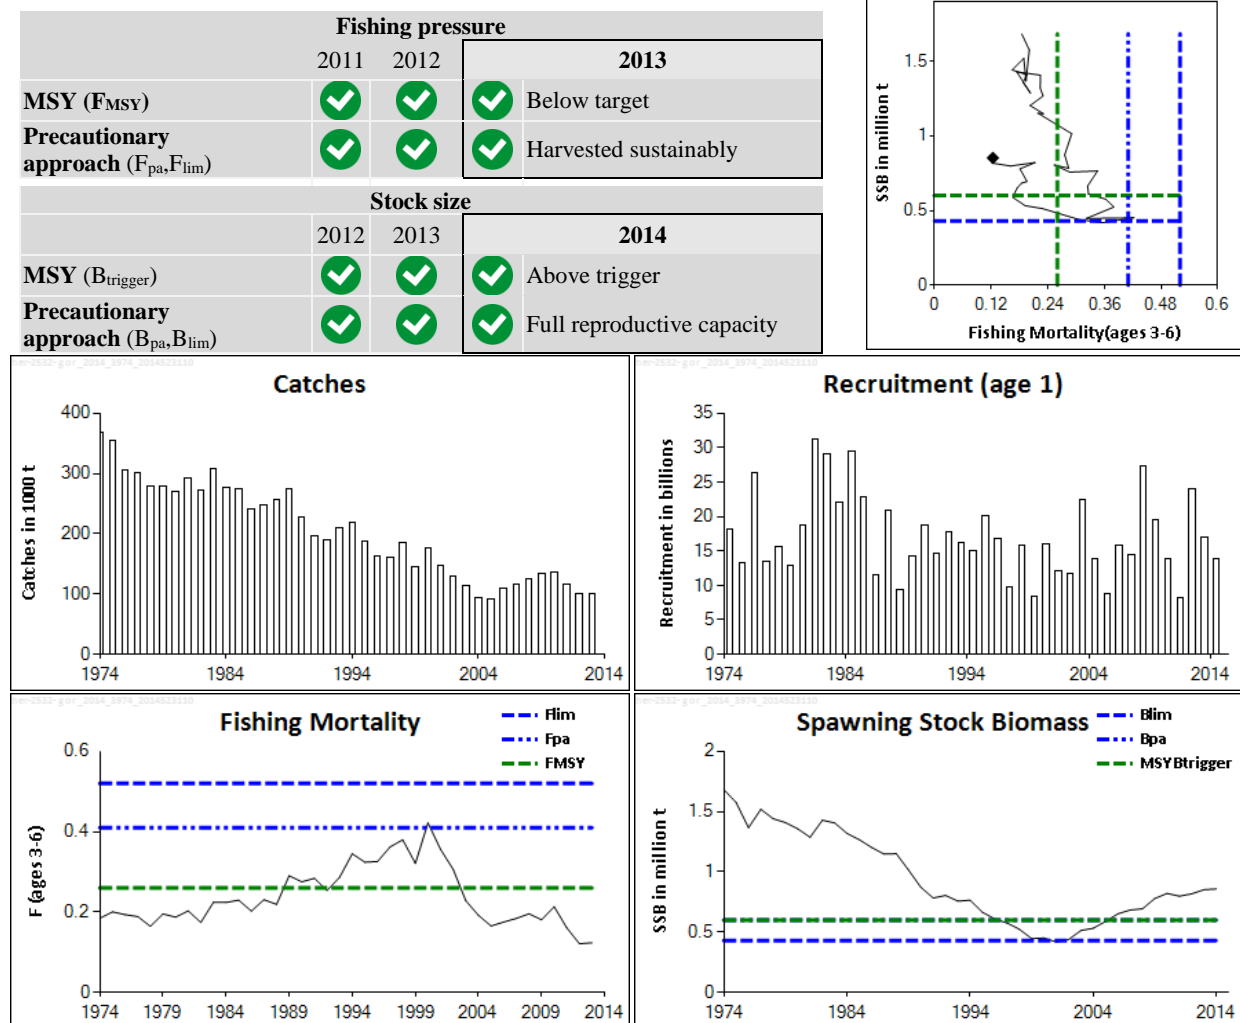 Fishing pressure
2011 2012 2013
MSY (FMSY) Below target
Precautionary
approach (Fpa,Flim) Harvested sustainably
Stock size
2012 2013 2014
MSY (Btrigger) Above trigger
Precautionary
approach (Bpa,Blim) Full reproductive capacity
SSB in million t
1.5
1
0.5
0
0 0.12 0.24 0.36 0.48 0.6
Fishing Mortality(ages 3-6)
Catches
Catches in 1000 t
400
300
200
100
0
1974 1984 1994 2004 2014
Recruitment (age 1)
Recruitment in billions
35
30
25
20
15
10
5
0
1974 1984 1994 2004 2014
Fishing Mortality
Flim
Fpa
FMSY
F (ages 3-6)
0.6
0.4
0.2
0
1974 1979 1984 1989 1994 1999 2004 2009 2014
Spawning Stock Biomass
Blim
Bpa
MSYBtrigger
SSB in million t
2
1.5
1
0.5
0
1974 1984 1994 2004 2014